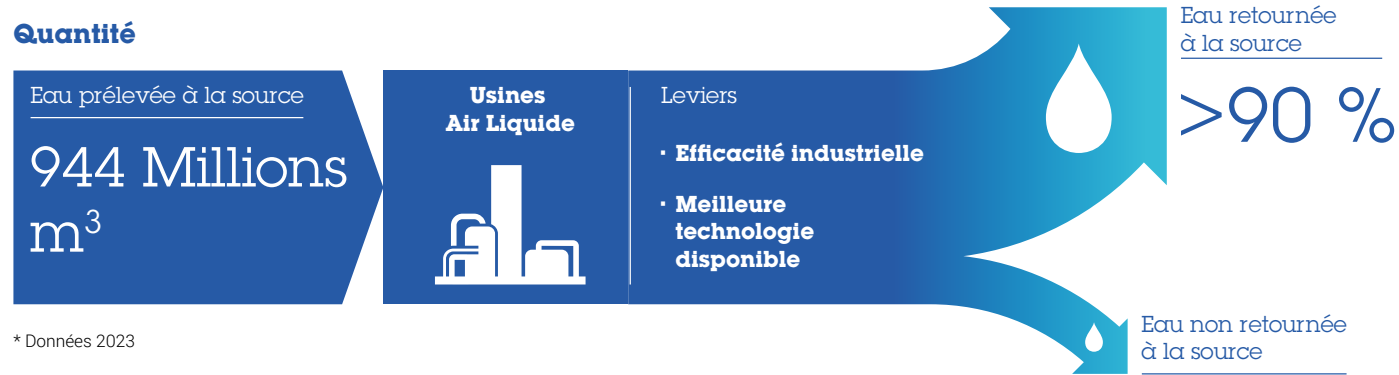 Quantité
Eau prélevée à la source
944 Millions
m³
Usines
Air Liquide
Leviers
· Efficacité industrielle
· Meilleure
technologie
disponible
Eau retournée
à la source
>90 %
Eau non retournée
à la source
* Données 2023